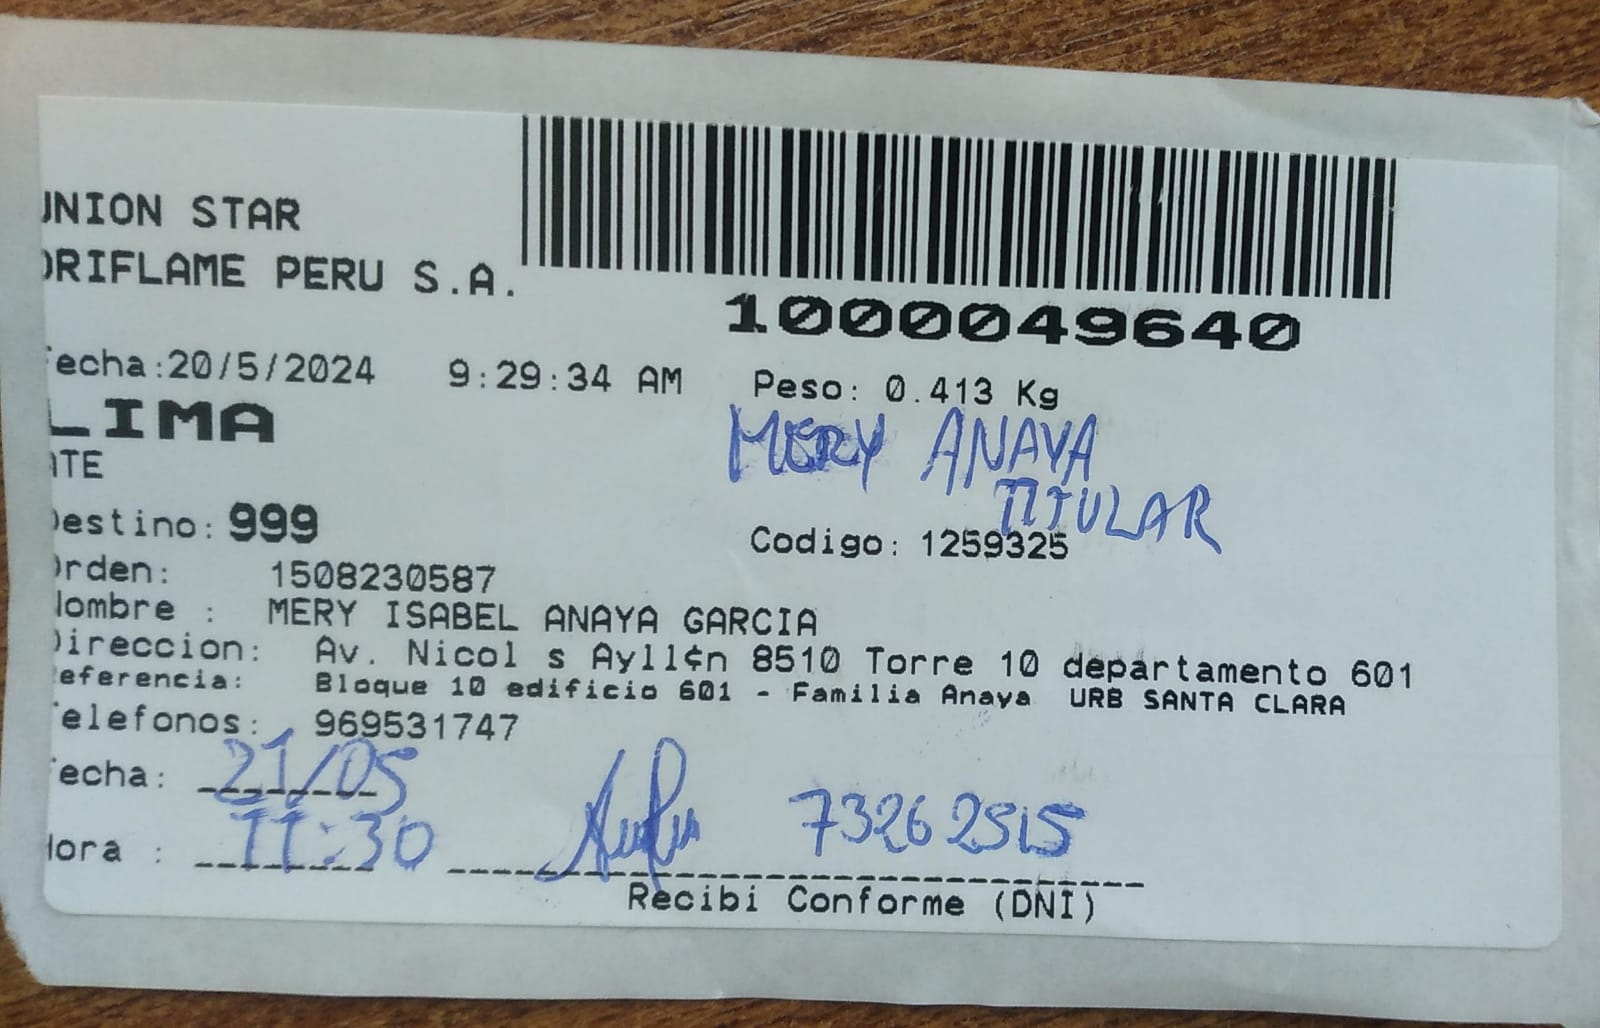 UNION STAR
ORIFLAME PERU S.A.
1000049640
Fecha:20/5/2024 9:29:34 AM Peso: 0.413 Kg
LIMA
MERY ANAYA
ATE
TITULAR
Destino: 999
Codigo: 1259325
Orden: 1508230587
Nombre : MERY ISABEL ANAYA GARCIA
Direccion: Av. Nicol s Ayll¢n 8510 Torre 10 departamento 601
Referencia: Bloque 10 edificio 601 - Familia Anaya URB SANTA CLARA
Telefonos: 969531747
Fecha: 21/05
Hora : 11:30 73262515
Recibi Conforme (DNI)